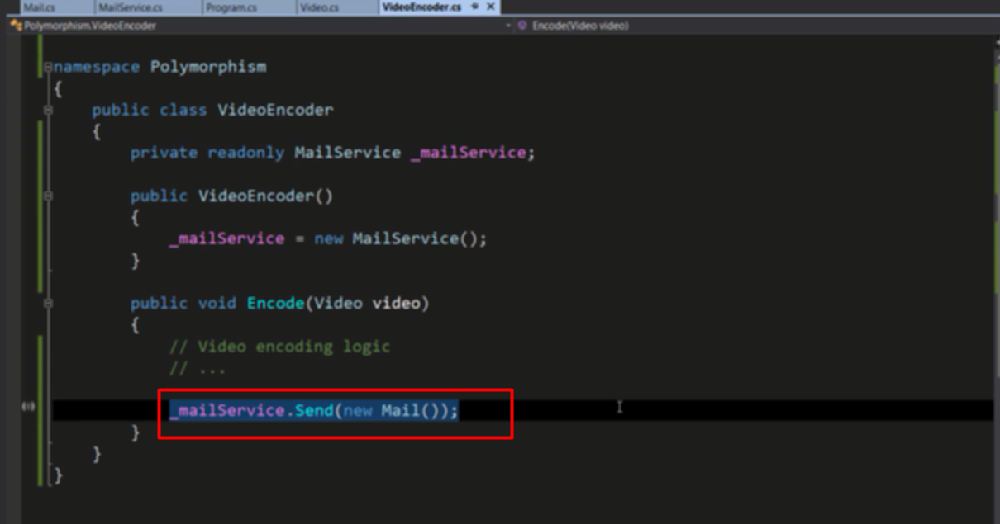 Mail.cs MailService.cs Program.cs Video.cs VideoEncoder.cs
Polymorphism.VideoEncoder Encode(Video video)
namespace Polymorphism
{
public class VideoEncoder
{
private readonly MailService _mailService;
public VideoEncoder()
{
_mailService = new MailService();
}
public void Encode(Video video)
{
// Video encoding logic
// ...
_mailService.Send(new Mail());
}
}
}